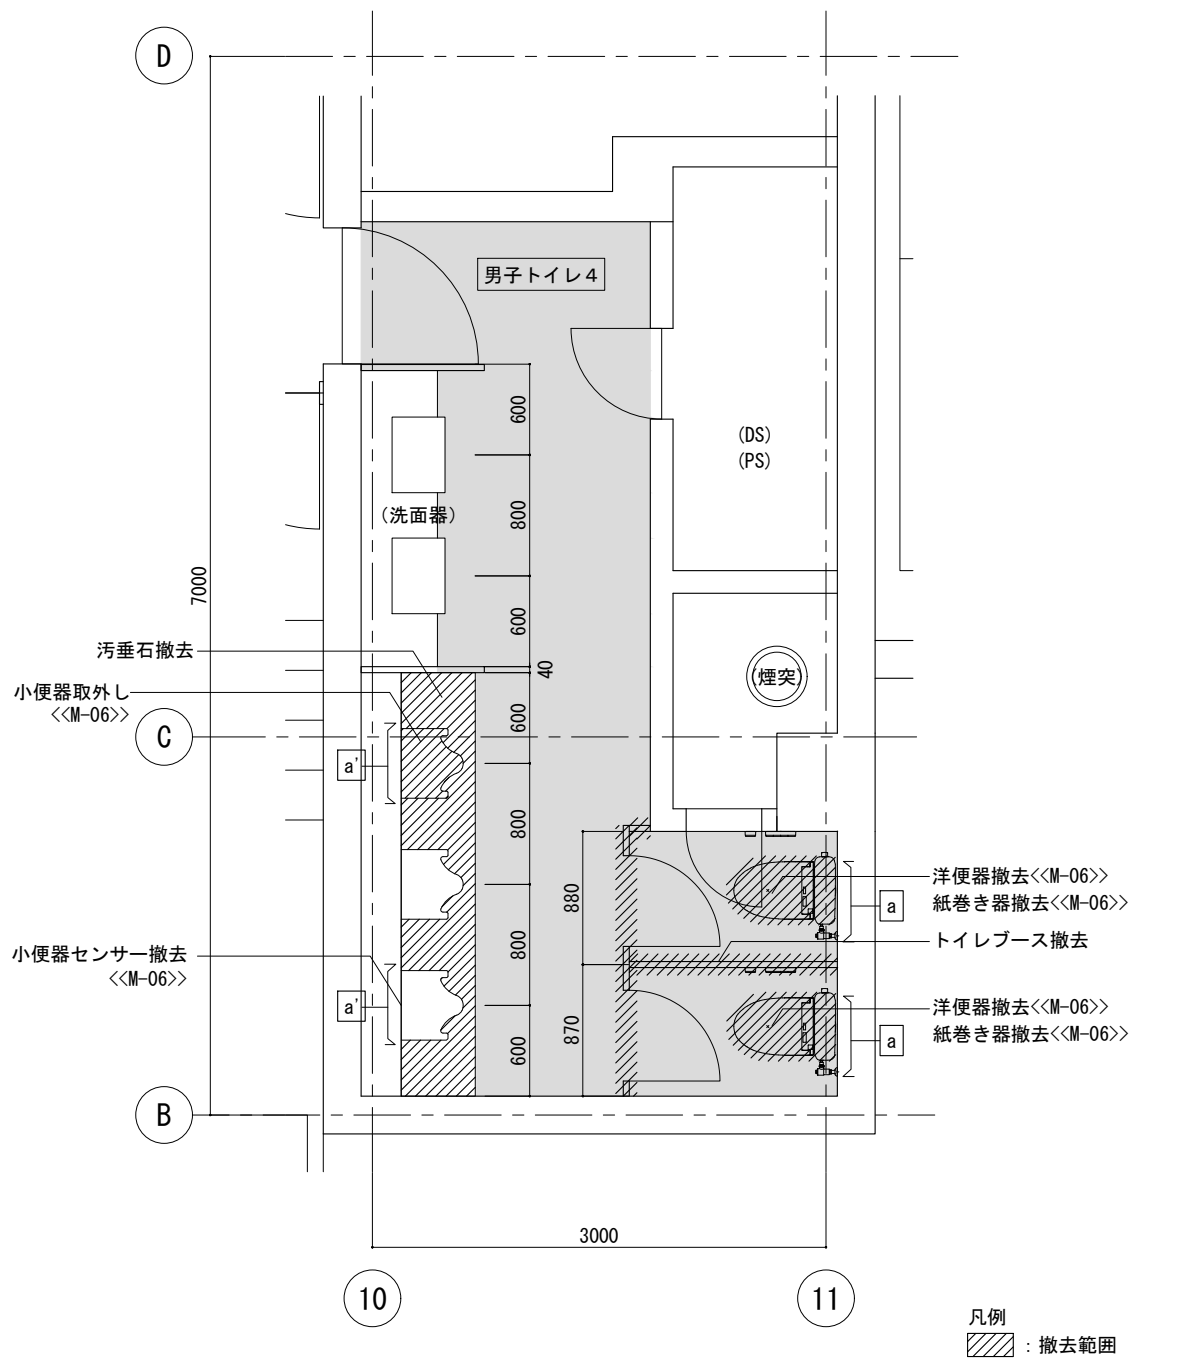 D
男子トイレ４
600
(DS)
(PS)
800
(洗面器)
7000
600
汚垂石撤去
40
小便器取外し
<<M-06>>
(煙突)
600
C
a'
800
880
洋便器撤去<<M-06>>
紙巻き器撤去<<M-06>>
a
トイレブース撤去
小便器センサー撤去
<<M-06>>
800
a'
870
600
洋便器撤去<<M-06>>
紙巻き器撤去<<M-06>>
a
B
3000
10
11
凡例
：撤去範囲